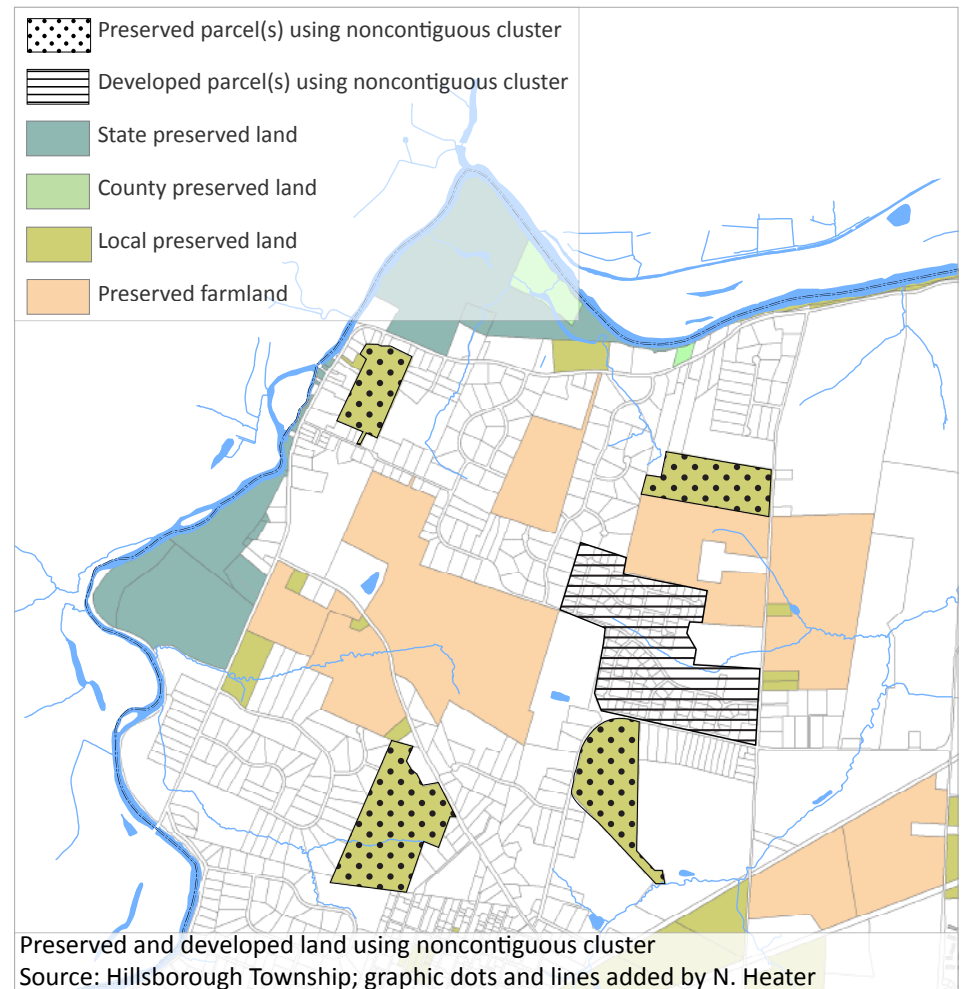 Preserved parcel(s) using noncontiguous cluster
Developed parcel(s) using noncontiguous cluster
State preserved land
County preserved land
Local preserved land
Preserved farmland
Preserved and developed land using noncontiguous cluster
Source: Hillsborough Township; graphic dots and lines added by N. Heater